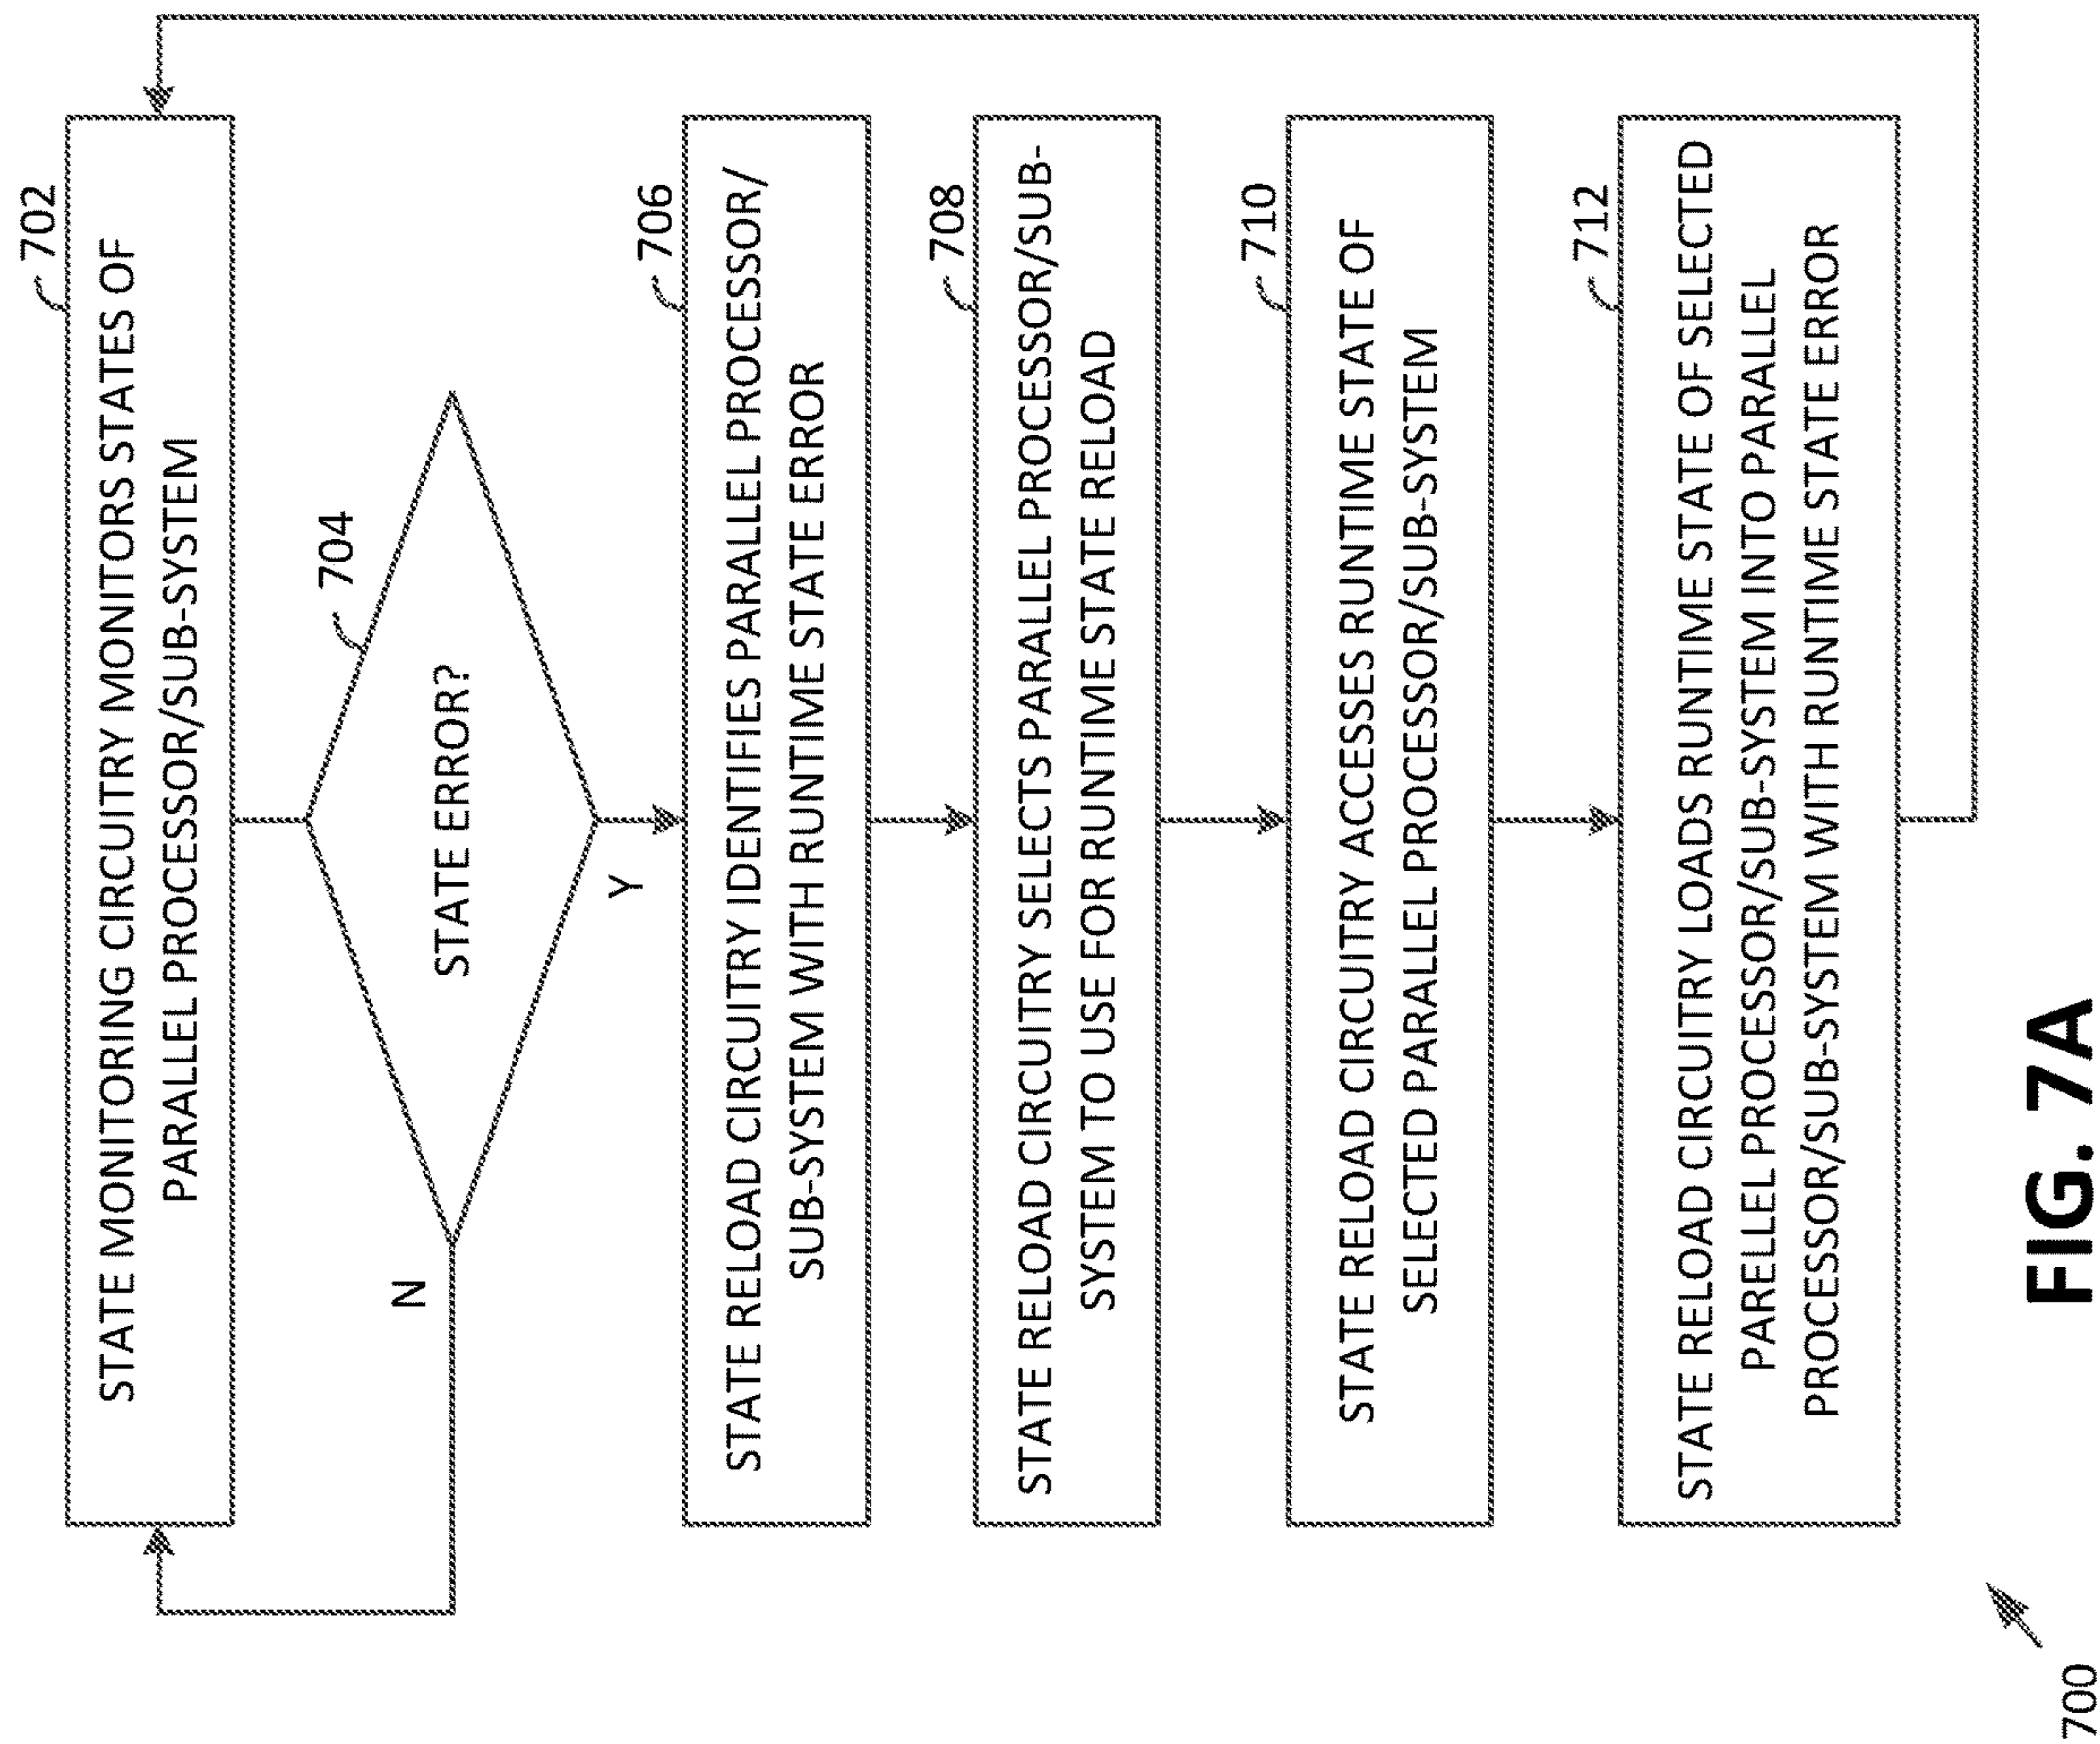 702
STATE MONITORING CIRCUITRY MONITORS STATES OF
PARALLEL PROCESSOR/SUB-SYSTEM
704
STATE ERROR?
N
Y
706
STATE RELOAD CIRCUITRY IDENTIFIES PARALLEL PROCESSOR/
SUB-SYSTEM WITH RUNTIME STATE ERROR
708
STATE RELOAD CIRCUITRY SELECTS PARALLEL PROCESSOR/SUB-
SYSTEM TO USE FOR RUNTIME STATE RELOAD
710
STATE RELOAD CIRCUITRY ACCESSES RUNTIME STATE OF
SELECTED PARALLEL PROCESSOR/SUB-SYSTEM
712
STATE RELOAD CIRCUITRY LOADS RUNTIME STATE OF SELECTED
PARELLEL PROCESSOR/SUB-SYSTEM INTO PARALLEL
PROCESSOR/SUB-SYSTEM WITH RUNTIME STATE ERROR
700
FIG. 7A